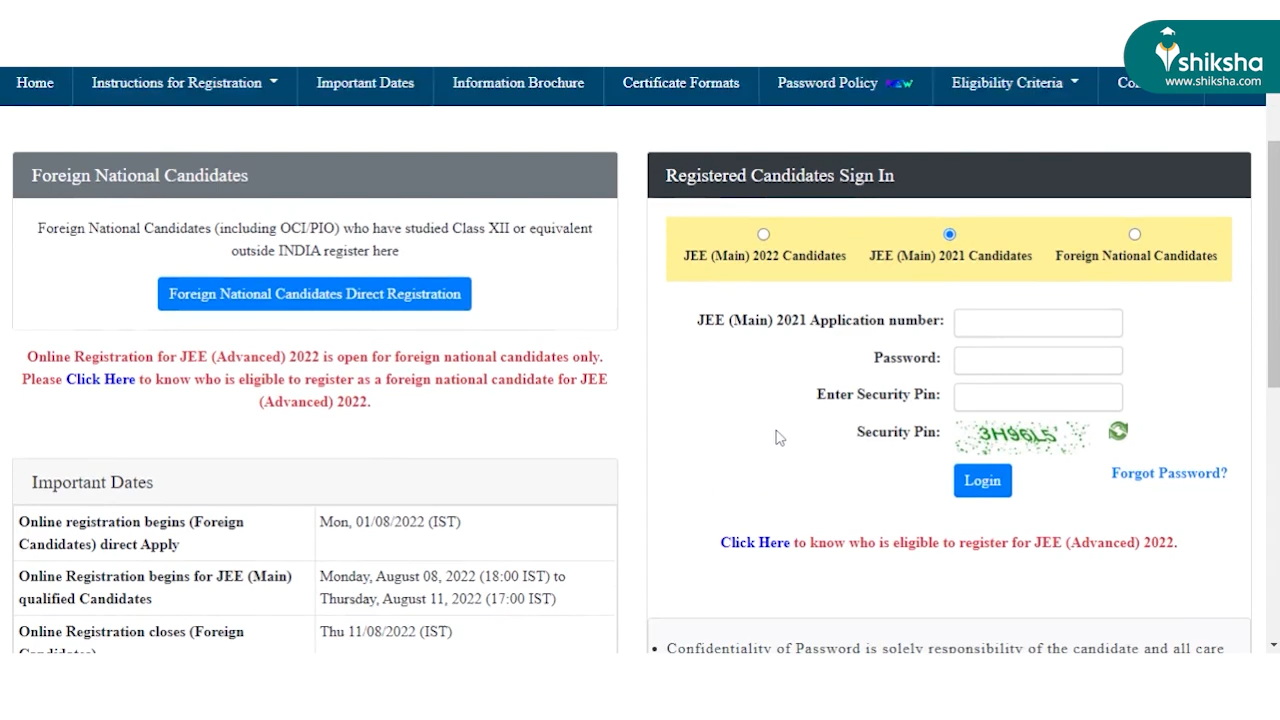 shiksha
www.shiksha.com
Home Instructions for Registration Important Dates Information Brochure Certificate Formats Password Policy Eligibility Criteria
Foreign National Candidates
Foreign National Candidates (including OCI/PIO) who have studied Class XII or equivalent
outside INDIA register here
Foreign National Candidates Direct Registration
Online Registration for JEE (Advanced) 2022 is open for foreign national candidates only.
Please Click Here to know who is eligible to register as a foreign national candidate for JEE
(Advanced) 2022.
Important Dates
Online registration begins (Foreign Mon, 01/08/2022 (IST)
Candidates) direct Apply
Online Registration begins for JEE (Main) Monday, August 08, 2022 (18:00 IST) to
qualified Candidates Thursday, August 11, 2022 (17:00 IST)
Online Registration closes (Foreign Thu 11/08/2022 (IST)
Registered Candidates Sign In
JEE (Main) 2022 Candidates JEE (Main) 2021 Candidates Foreign National Candidates
JEE (Main) 2021 Application number:
Password:
Enter Security Pin:
Security Pin: 3H96L5
Login Forgot Password?
Click Here to know who is eligible to register for JEE (Advanced) 2022.
• Confidentiality of Password is solely responsibility of the candidate and all care